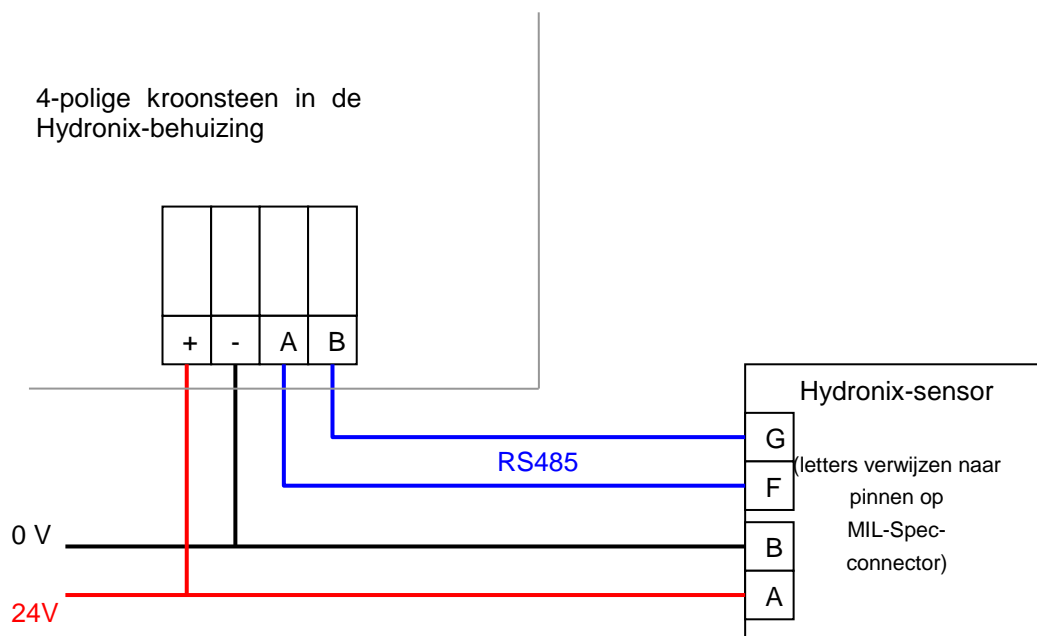 4-polige kroonsteen in de
Hydronix-behuizing
+ - A B
Hydronix-sensor
G
RS485
(letters verwijzen naar
F
pinnen op
0 V
MIL-Spec-
B
connector)
A
24V